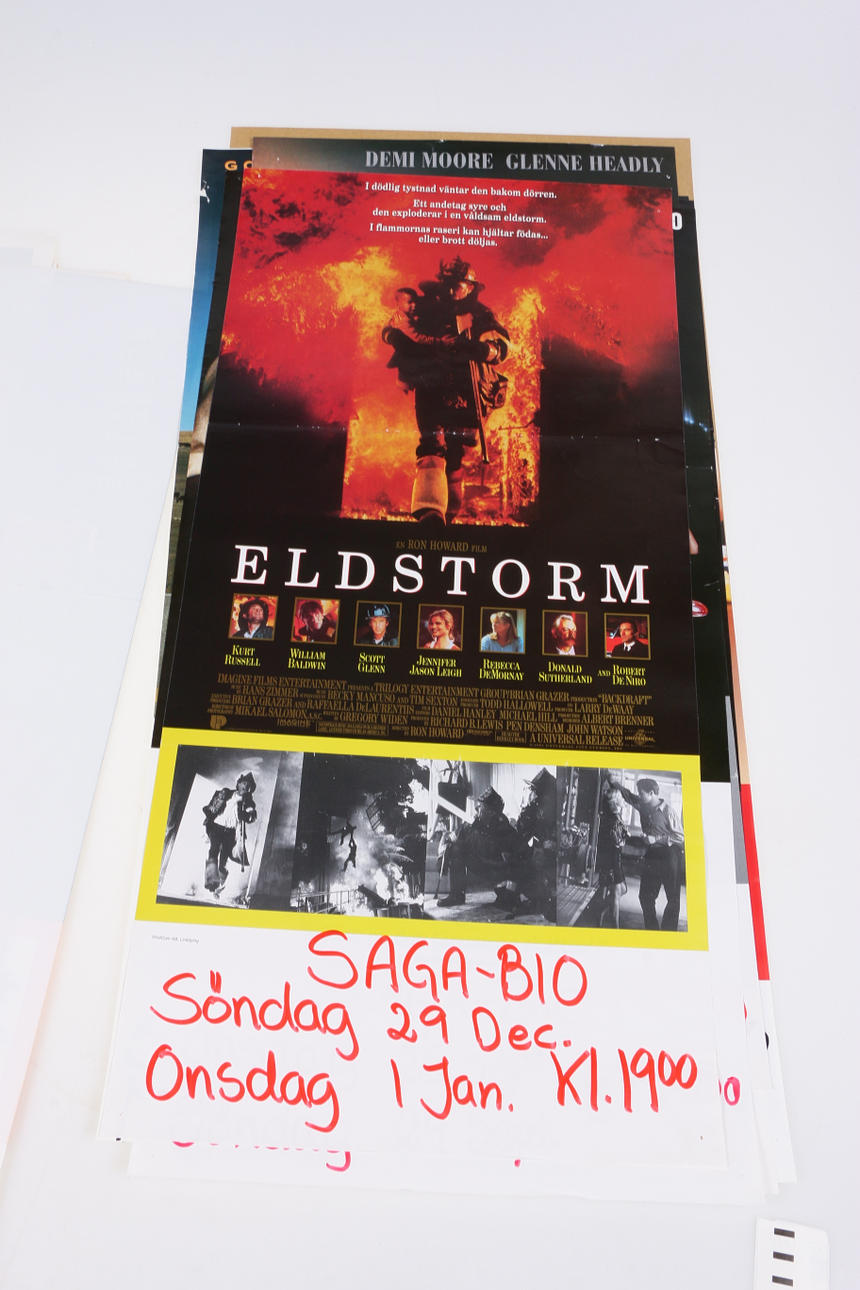 DEMI MOORE GLENNE HEADLY
I dödlig tystnad väntar den bakom dörren.
Ett andetag syre och
den exploderar i en våldsam eldstorm.
I flammornas raseri kan hjältar födas...
eller brott döljas.
EN RON HOWARD FILM
ELDSTORM
KURT RUSSELL
WILLIAM BALDWIN
SCOTT GLENN
JENNIFER JASON LEIGH
REBECCA DEMORNAY
DONALD SUTHERLAND
AND ROBERT DE NIRO
IMAGINE FILMS ENTERTAINMENT PRESENTS A TRILOGY ENTERTAINMENT GROUP/BRIAN GRAZER PRODUCTION "BACKDRAFT"
HANS ZIMMER BECKY MANCUSO AND TIM SEXTON TODD HALLOWELL LARRY DeWAAY
BRIAN GRAZER AND RAFFAELLA DeLAURENTIIS DANIEL HANLEY MICHAEL HILL ALBERT BRENNER
MIKAEL SALOMON, A.S.C. GREGORY WIDEN RICHARD B. LEWIS PEN DENSHAM JOHN WATSON
RON HOWARD A UNIVERSAL RELEASE
SAGA-BIO
Söndag 29 Dec.
Onsdag 1 Jan. Kl. 1900